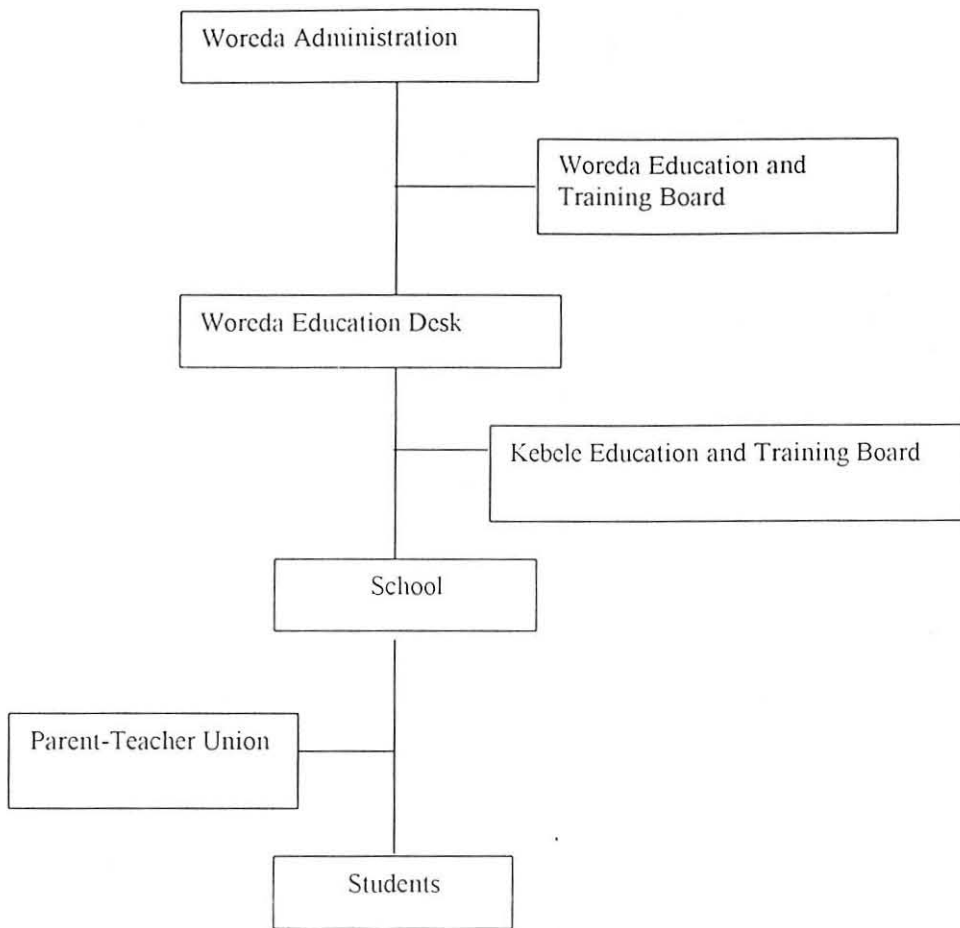 Woreda Administration
Woreda Education and
Training Board
Woreda Education Desk
Kebele Education and Training Board
School
Parent-Teacher Union
Students